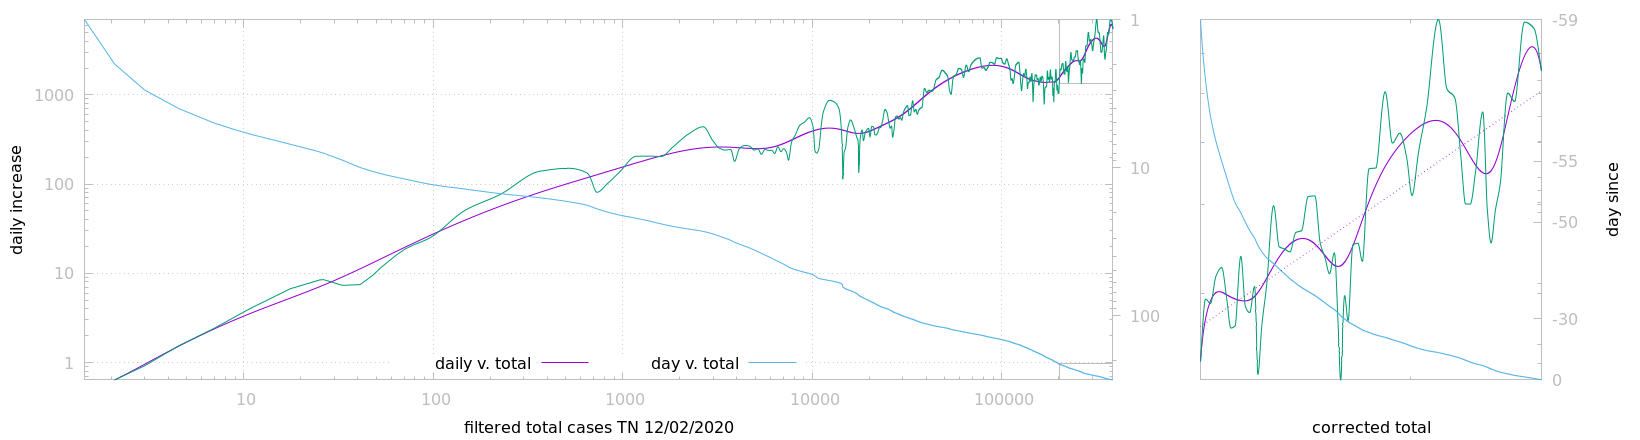 daily increase
1000
100
10
1
10
100
1000
10000
100000
filtered total cases TN 12/02/2020
daily v. total
day v. total
1
10
100
-59
-55
-50
-30
0
day since
corrected total